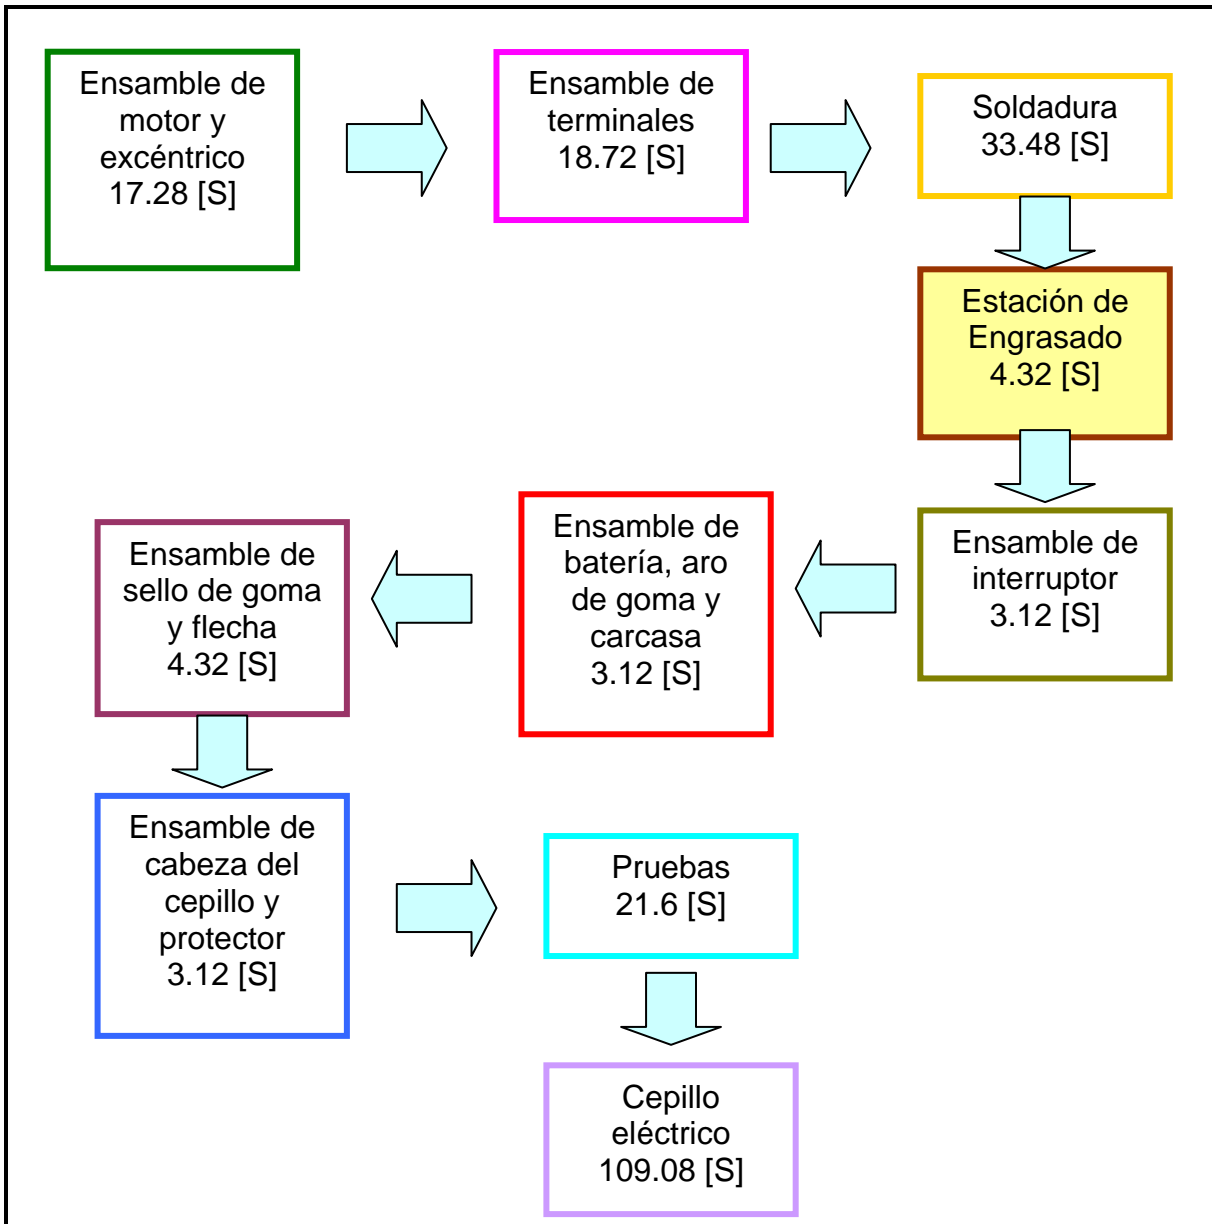 Ensamble de
motor y
excéntrico
17.28 [S]
Ensamble de
terminales
18.72 [S]
Soldadura
33.48 [S]
Estación de
Engrasado
4.32 [S]
Ensamble de
interruptor
3.12 [S]
Ensamble de
batería, aro
de goma y
carcasa
3.12 [S]
Ensamble de
sello de goma
y flecha
4.32 [S]
Ensamble de
cabeza del
cepillo y
protector
3.12 [S]
Pruebas
21.6 [S]
Cepillo
eléctrico
109.08 [S]